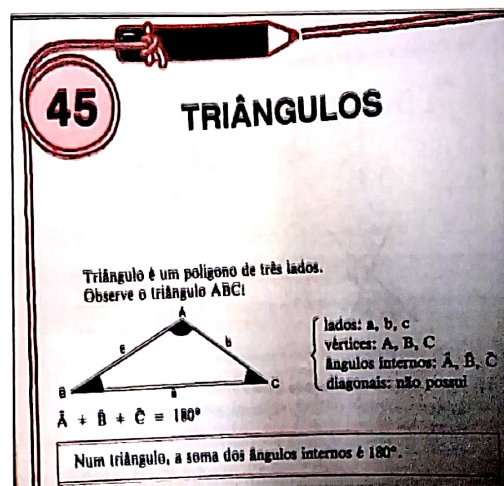 45
TRIÂNGULOS
Triângulo é um polígono de três lados.
Observe o triângulo ABC:
A
c
b
B
a
C
lados: a, b, c
vértices: A, B, C
ângulos internos: Â, B̂, Ĉ
diagonais: não possui
Â + B̂ + Ĉ = 180°
Num triângulo, a soma dos ângulos internos é 180°.